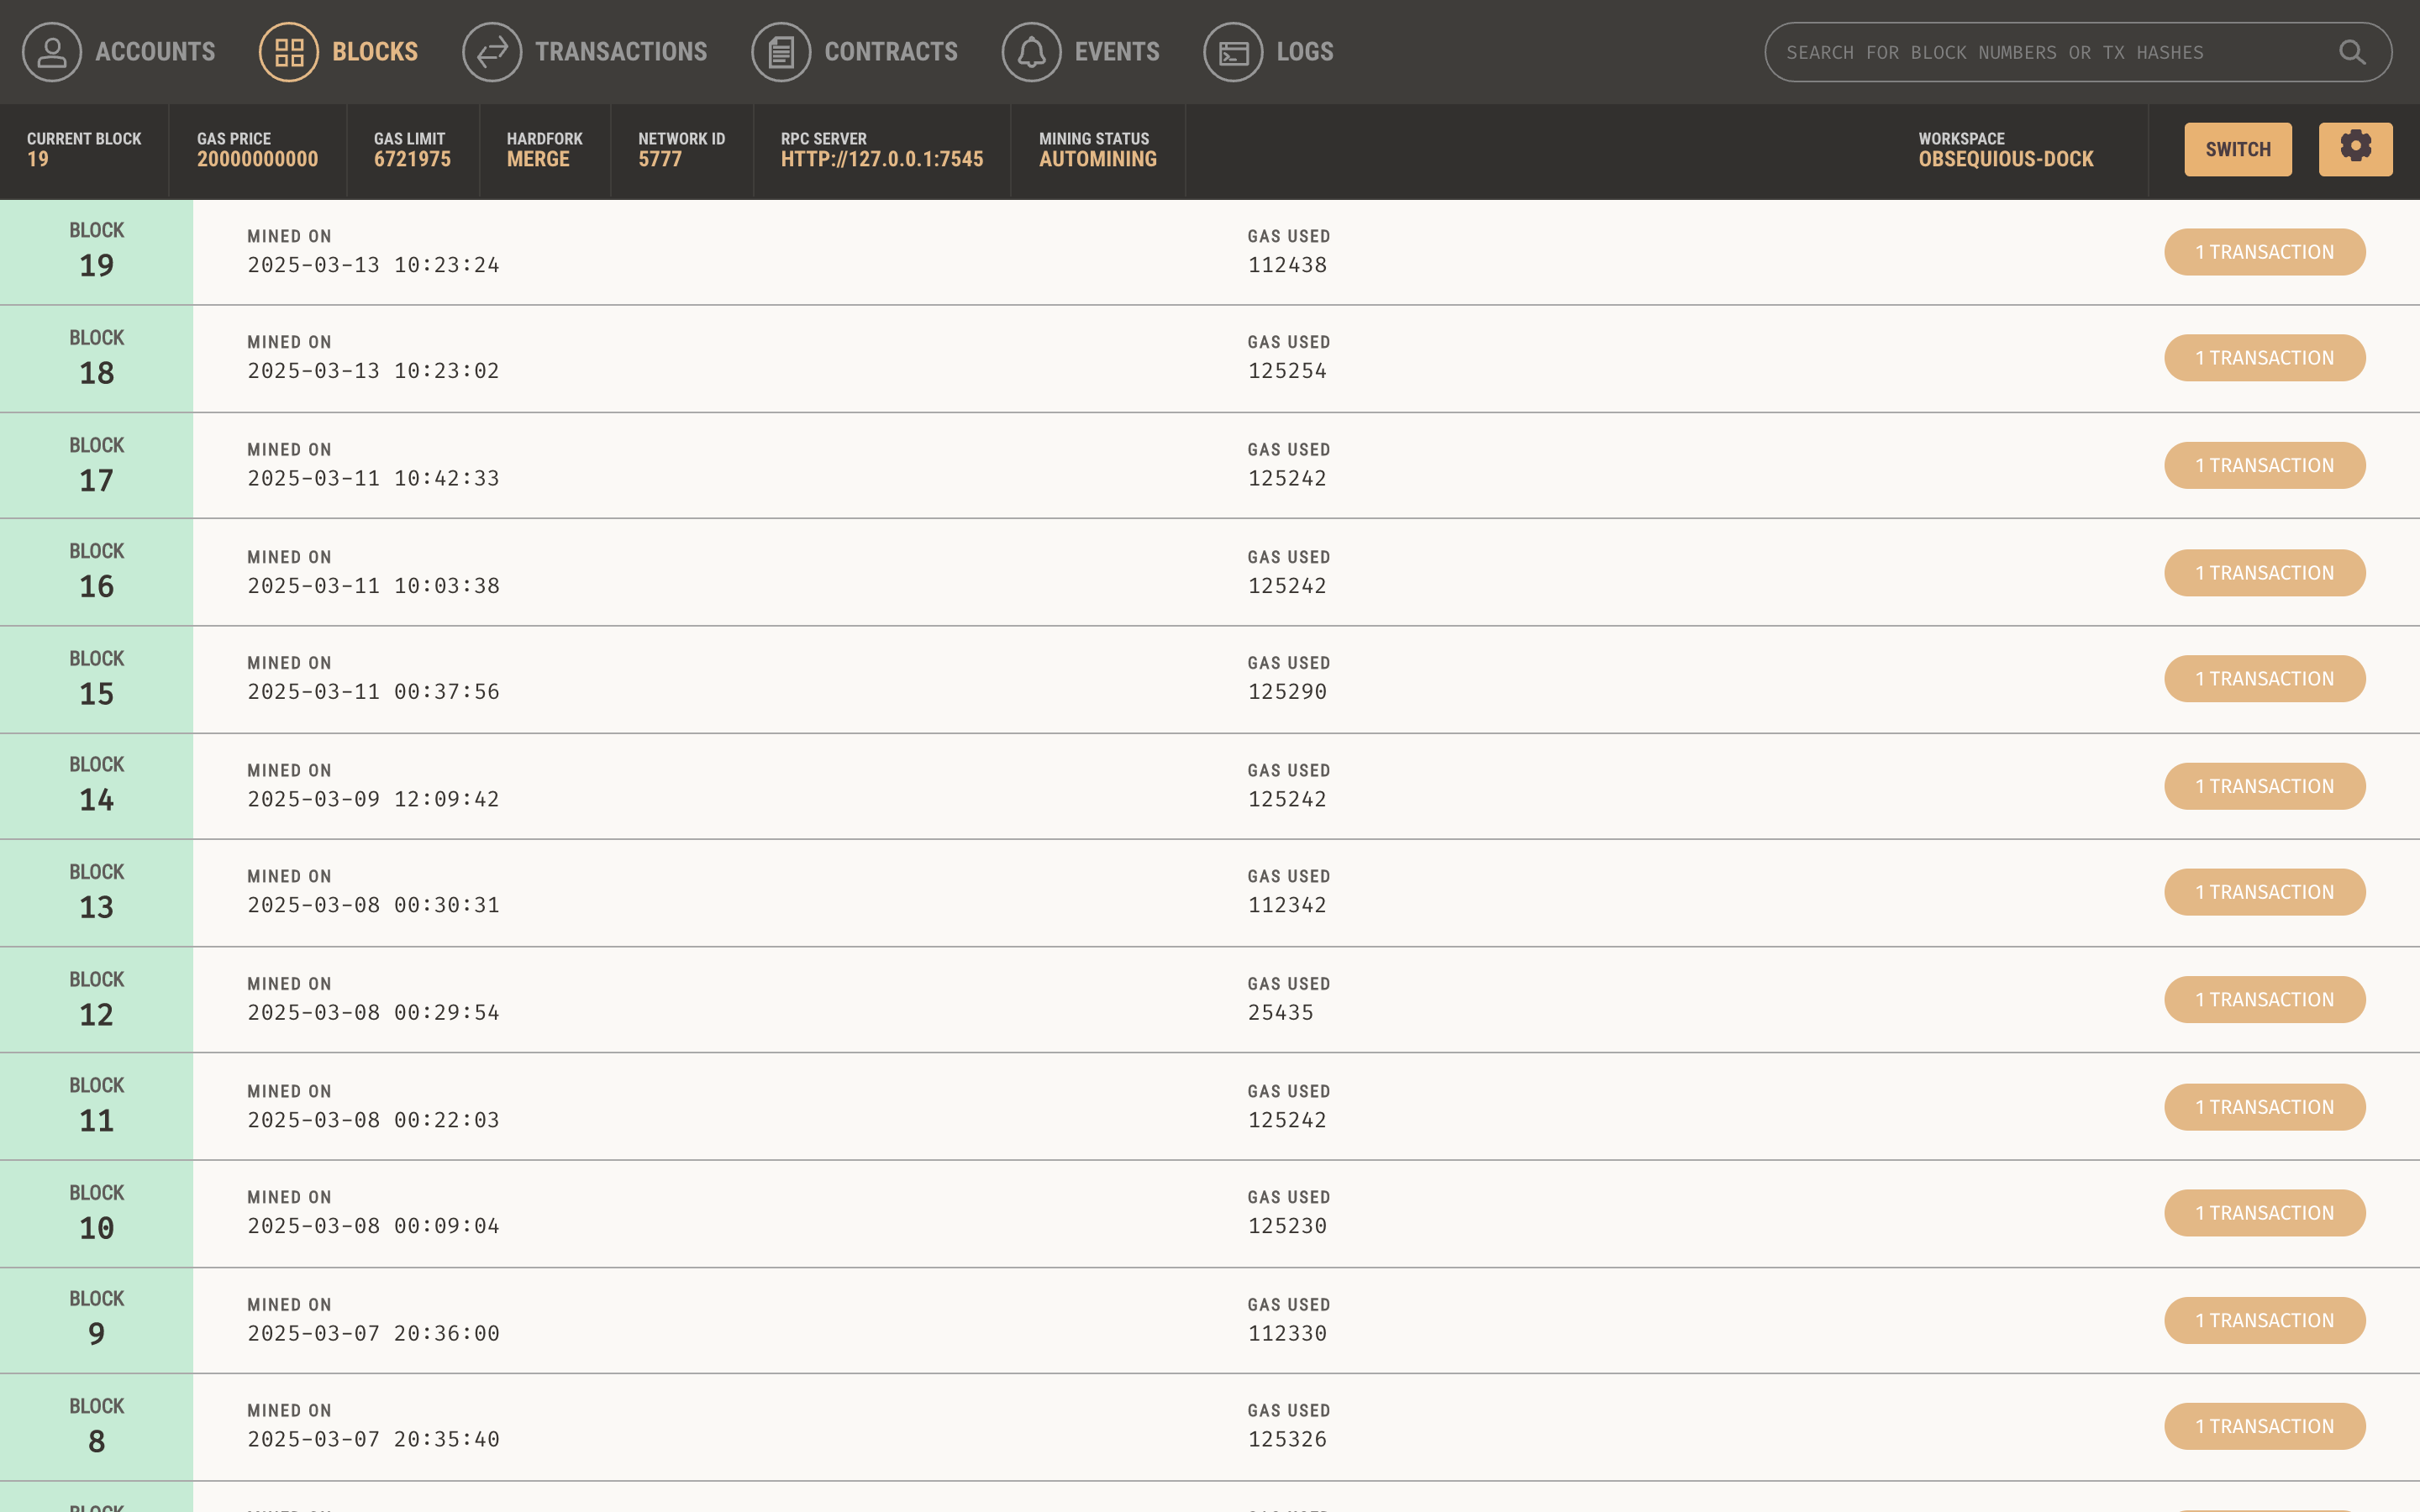 ACCOUNTS BLOCKS TRANSACTIONS CONTRACTS EVENTS LOGS SEARCH FOR BLOCK NUMBERS OR TX HASHES
CURRENT BLOCK GAS PRICE GAS LIMIT HARDFORK NETWORK ID RPC SERVER MINING STATUS WORKSPACE
19 20000000000 6721975 MERGE 5777 HTTP://127.0.0.1:7545 AUTOMINING OBSEQUIOUS-DOCK SWITCH
BLOCK MINED ON GAS USED
19 2025-03-13 10:23:24 112438 1 TRANSACTION
BLOCK MINED ON GAS USED
18 2025-03-13 10:23:02 125254 1 TRANSACTION
BLOCK MINED ON GAS USED
17 2025-03-11 10:42:33 125242 1 TRANSACTION
BLOCK MINED ON GAS USED
16 2025-03-11 10:03:38 125242 1 TRANSACTION
BLOCK MINED ON GAS USED
15 2025-03-11 00:37:56 125290 1 TRANSACTION
BLOCK MINED ON GAS USED
14 2025-03-09 12:09:42 125242 1 TRANSACTION
BLOCK MINED ON GAS USED
13 2025-03-08 00:30:31 112342 1 TRANSACTION
BLOCK MINED ON GAS USED
12 2025-03-08 00:29:54 25435 1 TRANSACTION
BLOCK MINED ON GAS USED
11 2025-03-08 00:22:03 125242 1 TRANSACTION
BLOCK MINED ON GAS USED
10 2025-03-08 00:09:04 125230 1 TRANSACTION
BLOCK MINED ON GAS USED
9 2025-03-07 20:36:00 112330 1 TRANSACTION
BLOCK MINED ON GAS USED
8 2025-03-07 20:35:40 125326 1 TRANSACTION
BLOCK